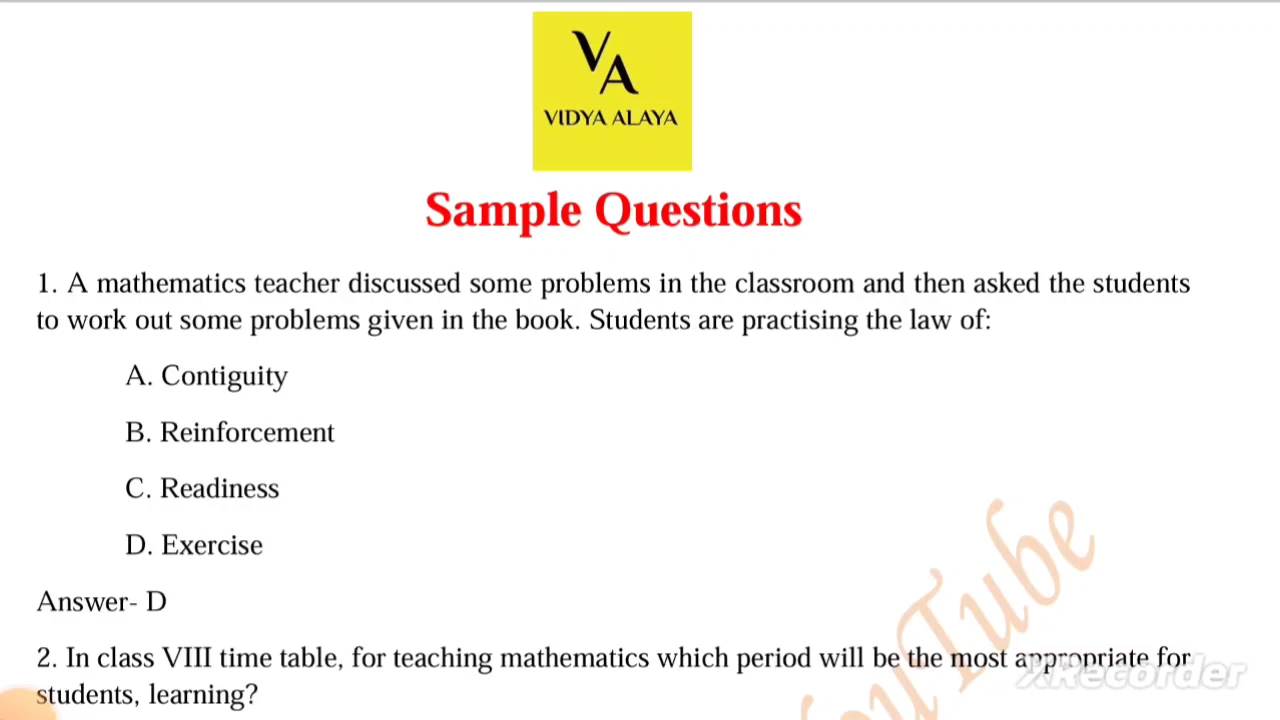 VA
VIDYA ALAYA
Sample Questions
1. A mathematics teacher discussed some problems in the classroom and then asked the students
to work out some problems given in the book. Students are practising the law of:
A. Contiguity
B. Reinforcement
C. Readiness
D. Exercise
Answer- D
2. In class VIII time table, for teaching mathematics which period will be the most appropriate for
students, learning?
XRecorder
YouTube